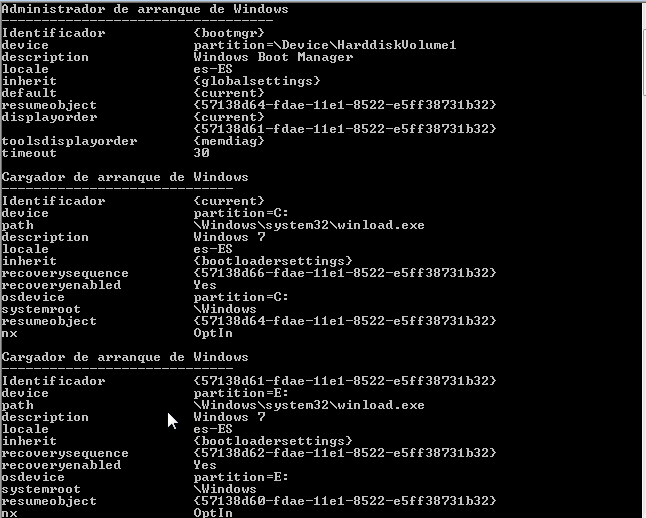 Administrador de arranque de Windows
----------------------------------
Identificador {bootmgr}
device partition=\Device\HarddiskVolume1
description Windows Boot Manager
locale es-ES
inherit {globalsettings}
default {current}
resumeobject {57138d64-fdae-11e1-8522-e5ff38731b32}
displayorder {current}
{57138d61-fdae-11e1-8522-e5ff38731b32}
toolsdisplayorder {memdiag}
timeout 30
Cargador de arranque de Windows
-----------------------------
Identificador {current}
device partition=C:
path \Windows\system32\winload.exe
description Windows 7
locale es-ES
inherit {bootloadersettings}
recoverysequence {57138d66-fdae-11e1-8522-e5ff38731b32}
recoveryenabled Yes
osdevice partition=C:
systemroot \Windows
resumeobject {57138d64-fdae-11e1-8522-e5ff38731b32}
nx OptIn
Cargador de arranque de Windows
-----------------------------
Identificador {57138d61-fdae-11e1-8522-e5ff38731b32}
device partition=E:
path \Windows\system32\winload.exe
description Windows 7
locale es-ES
inherit {bootloadersettings}
recoverysequence {57138d62-fdae-11e1-8522-e5ff38731b32}
recoveryenabled Yes
osdevice partition=E:
systemroot \Windows
resumeobject {57138d60-fdae-11e1-8522-e5ff38731b32}
nx OptIn